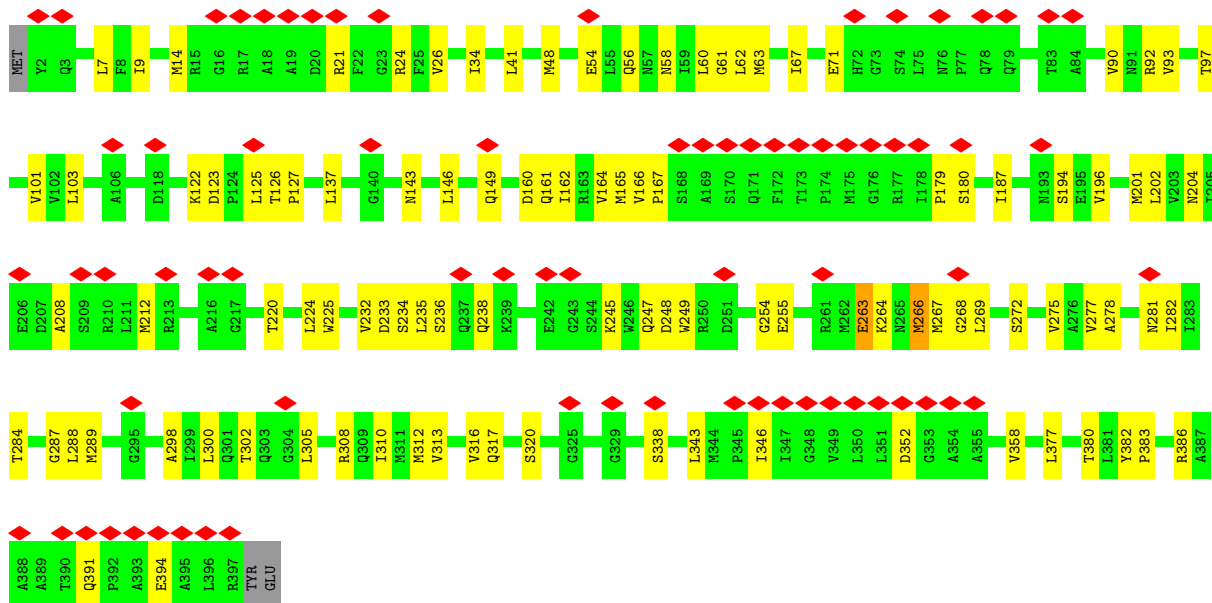 MET Y2 Q3 L7 F8 I9 M14 R15 G16 R17 A18 A19 D20 R21 F22 G23 R24 F25 V26 I34 L41 M48 E54 L55 Q56 N57 N58 I59 L60 G61 L62 M63 I67 E71 H72 G73 S74 L75 N76 P77 Q78 Q79 T83 A84 V90 N91 R92 V93 T97
V101 V102 L103 A106 D118 K122 D123 P124 L125 T126 P127 L137 G140 N143 L146 Q149 D160 Q161 I162 R163 V164 M165 V166 P167 S168 A169 S170 Q171 F172 T173 P174 M175 G176 R177 I178 P179 S180 I187 N193 S194 E195 V196 M201 L202 V203 N204 I205
E206 D207 A208 S209 R210 L211 M212 R213 A216 G217 T220 L224 W225 V232 D233 S234 L235 S236 Q237 Q238 K239 E242 G243 S244 K245 W246 Q247 D248 W249 R250 D251 G254 E255 R261 M262 E263 K264 N265 M266 M267 G268 L269 S272 V275 A276 V277 A278 N281 I282 I283
T284 G287 L288 M289 G295 A298 I299 L300 Q301 T302 Q303 G304 L305 R308 Q309 I310 M311 M312 V313 V316 Q317 S320 G325 G329 S338 L343 M344 P345 I346 I347 G348 V349 L350 L351 D352 G353 A354 A355 V358 L377 T380 L381 Y382 P383 R386 A387
A388 A389 T390 Q391 P392 A393 E394 A395 L396 R397 TYR GLU